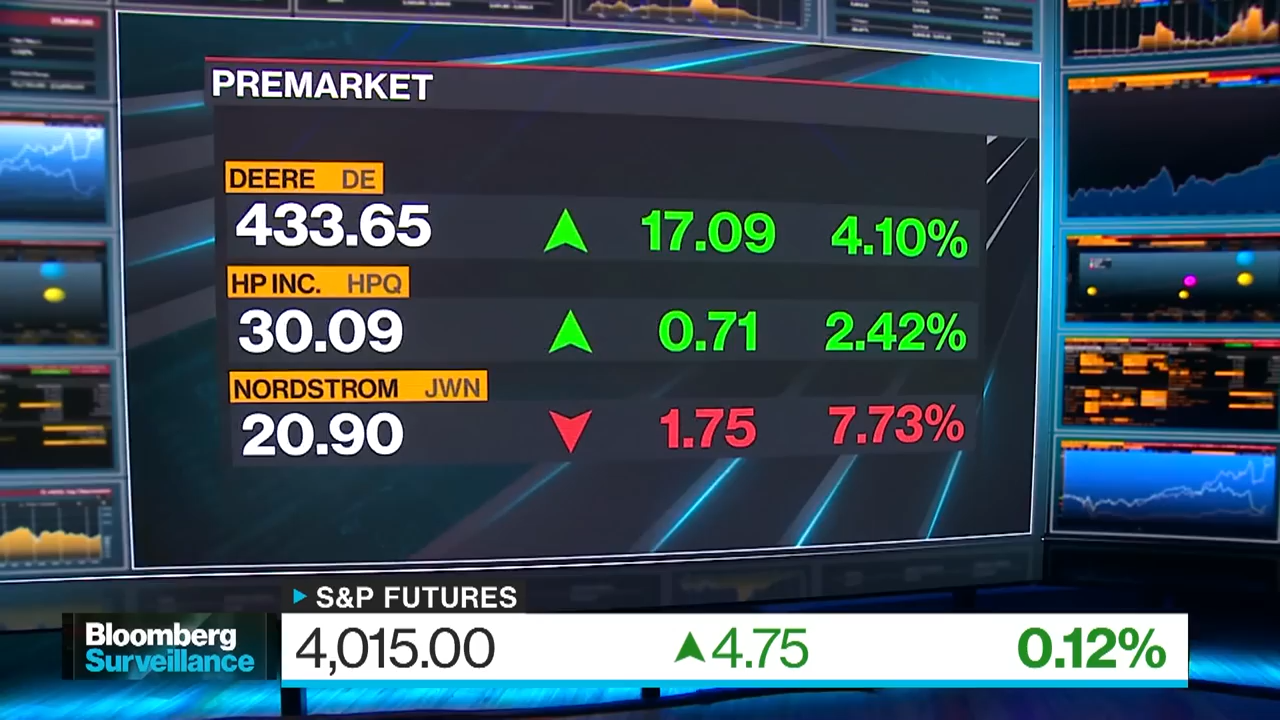 PREMARKET
DEERE DE
433.65 ▲ 17.09 4.10%
HP INC. HPQ
30.09 ▲ 0.71 2.42%
NORDSTROM JWN
20.90 ▼ 1.75 7.73%
S&P FUTURES
Bloomberg
Surveillance
4,015.00 ▲4.75 0.12%